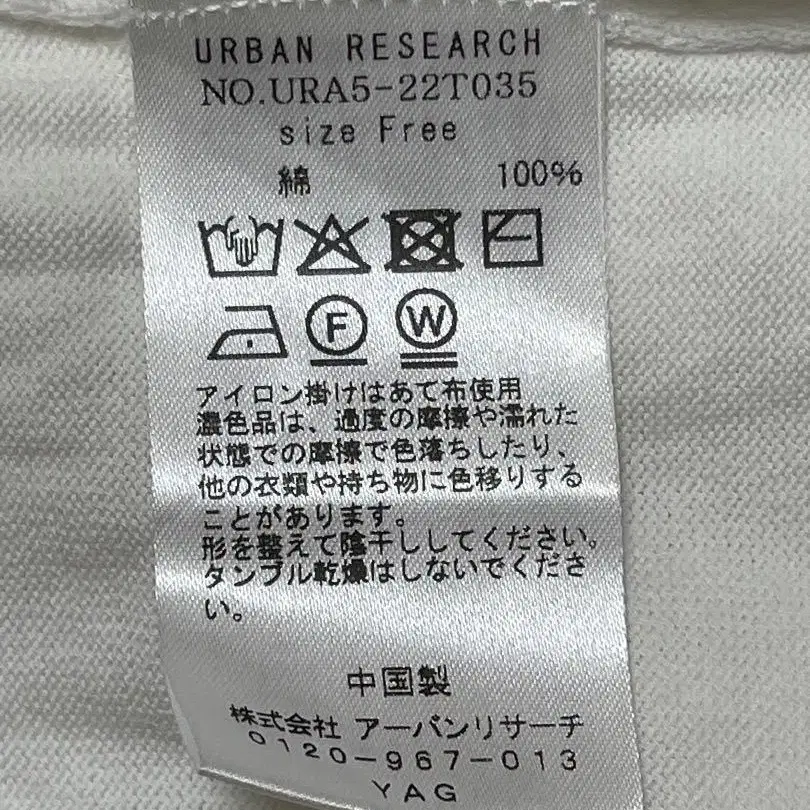 URBAN RESEARCH
NO.URA5-22T035
size Free
綿 100%
F W
アイロン掛けはあて布使用
濃色品は、過度の摩擦や濡れた
状態での摩擦で色落ちしたり、
他の衣類や持ち物に色移りする
ことがあります。
形を整えて陰干ししてください。
タンブル乾燥はしないでくださ
い。
中国製
株式会社 アーバンリサーチ
0120-967-013
YAG